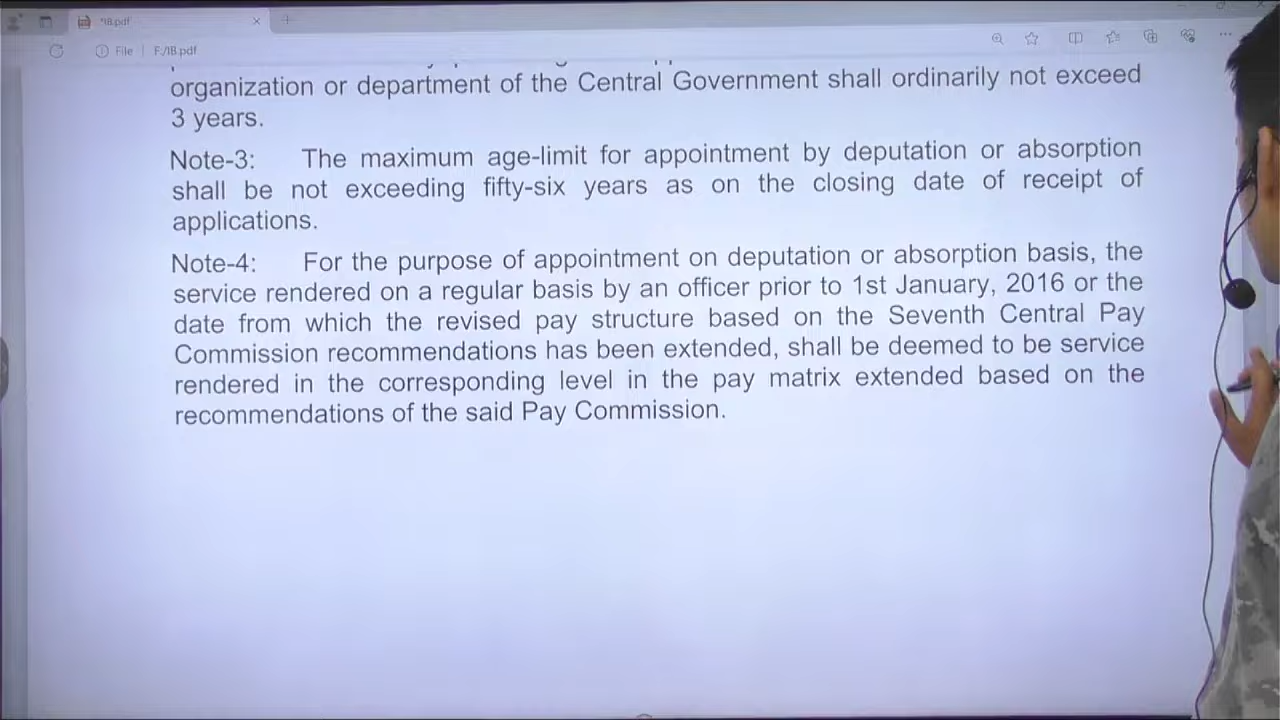 *IB.pdf
File
F:/IB.pdf
organization or department of the Central Government shall ordinarily not exceed
3 years.
Note-3: The maximum age-limit for appointment by deputation or absorption
shall be not exceeding fifty-six years as on the closing date of receipt of
applications.
Note-4: For the purpose of appointment on deputation or absorption basis, the
service rendered on a regular basis by an officer prior to 1st January, 2016 or the
date from which the revised pay structure based on the Seventh Central Pay
Commission recommendations has been extended, shall be deemed to be service
rendered in the corresponding level in the pay matrix extended based on the
recommendations of the said Pay Commission.